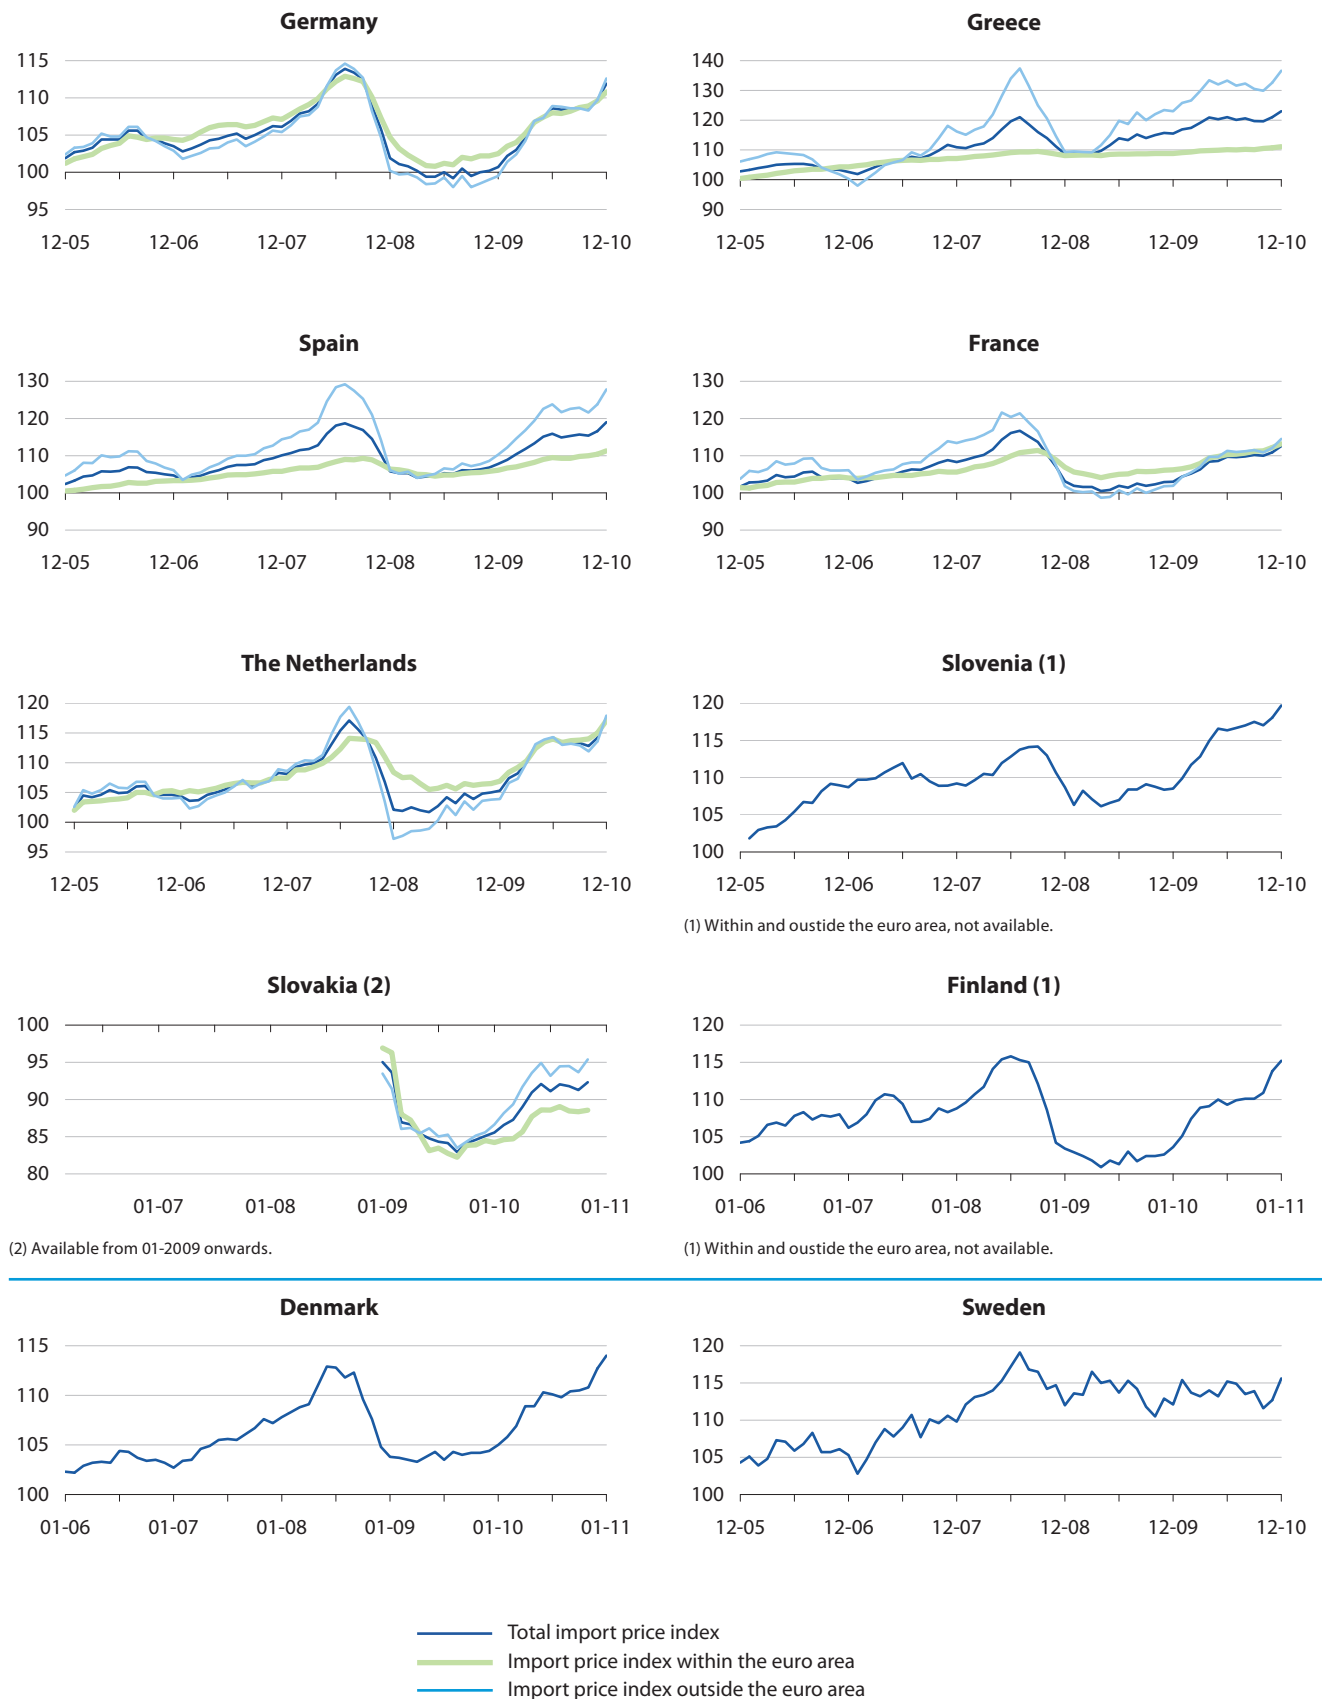 Germany
115
110
105
100
95
12-05 12-06 12-07 12-08 12-09 12-10
Greece
140
130
120
110
100
90
12-05 12-06 12-07 12-08 12-09 12-10
Spain
130
120
110
100
90
12-05 12-06 12-07 12-08 12-09 12-10
France
130
120
110
100
90
12-05 12-06 12-07 12-08 12-09 12-10
The Netherlands
120
115
110
105
100
95
12-05 12-06 12-07 12-08 12-09 12-10
Slovenia (1)
120
115
110
105
100
12-05 12-06 12-07 12-08 12-09 12-10
(1) Within and oustide the euro area, not available.
Slovakia (2)
100
95
90
85
80
01-07 01-08 01-09 01-10 01-11
(2) Available from 01-2009 onwards.
Finland (1)
120
115
110
105
100
01-06 01-07 01-08 01-09 01-10 01-11
(1) Within and oustide the euro area, not available.
Denmark
115
110
105
100
01-06 01-07 01-08 01-09 01-10 01-11
Sweden
120
115
110
105
100
12-05 12-06 12-07 12-08 12-09 12-10
Total import price index
Import price index within the euro area
Import price index outside the euro area